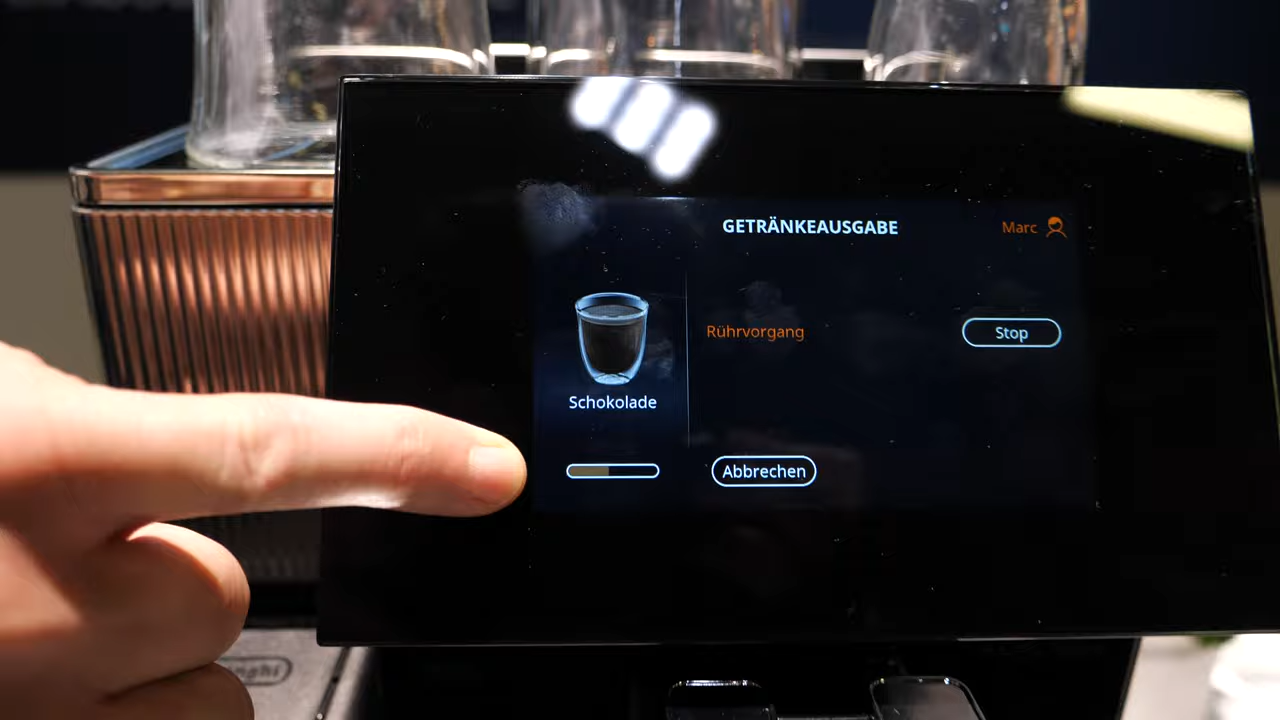 GETRÄNKEAUSGABE
Marc
Rührvorgang
Stop
Schokolade
Abbrechen